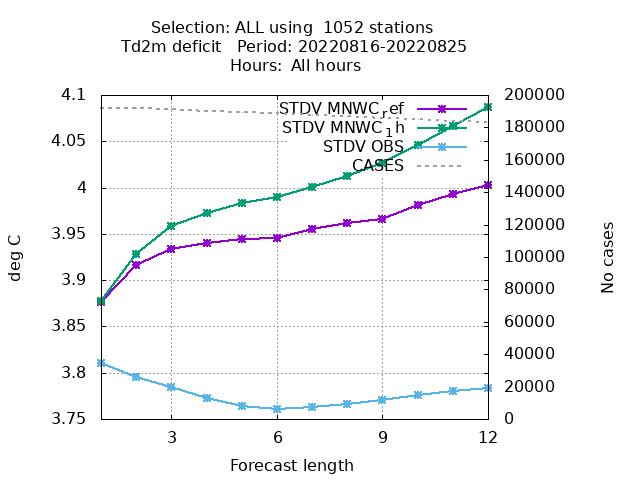 Selection: ALL using  1052 stations
Td2m deficit   Period: 20220816-20220825
Hours:  All hours
4.1
4.05
4
3.95
3.9
3.85
3.8
3.75
deg C
STDV MNWC_ref
STDV MNWC_1h
STDV OBS
CASES
200000
180000
160000
140000
120000
100000
80000
60000
40000
20000
0
No cases
3 6 9 12
Forecast length